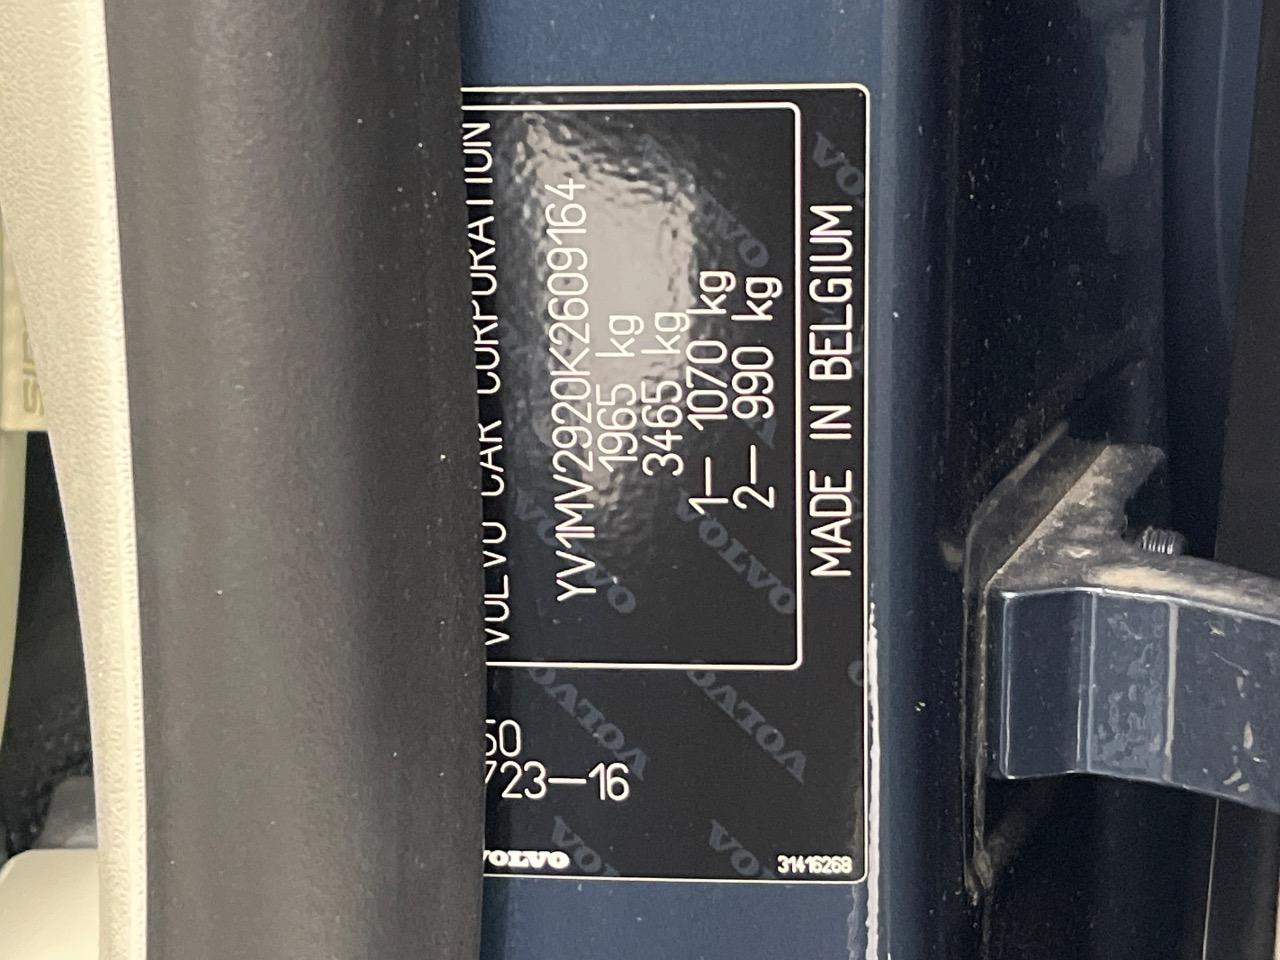 VOLVO CAR CORPORATION
YV1MV2920K2609164
1965 kg
3465 kg
1— 1070 kg
2— 990 kg
MADE IN BELGIUM
60
723—16
VOLVO
31416268